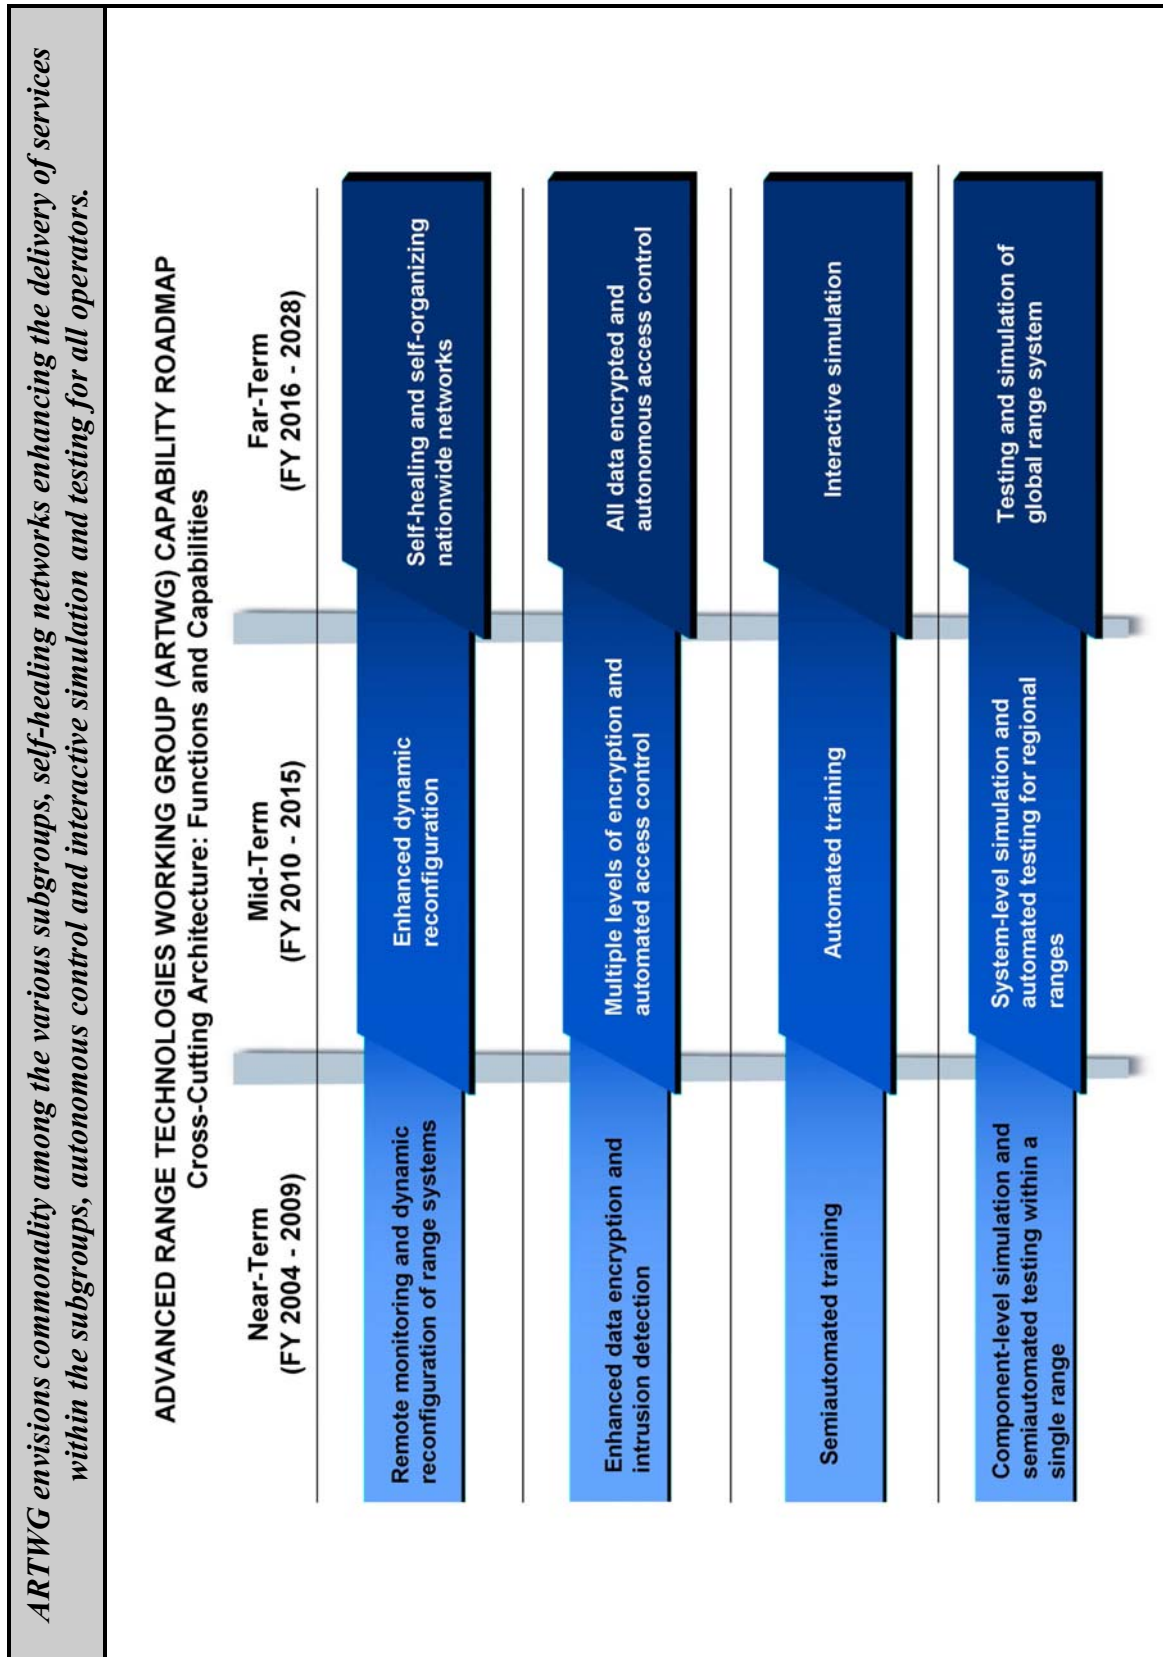 ARTWG envisions commonality among the various subgroups, self-healing networks enhancing the delivery of services
within the subgroups, autonomous control and interactive simulation and testing for all operators.
ADVANCED RANGE TECHNOLOGIES WORKING GROUP (ARTWG) CAPABILITY ROADMAP
Cross-Cutting Architecture: Functions and Capabilities
Near-Term
(FY 2004 - 2009)
Mid-Term
(FY 2010 - 2015)
Far-Term
(FY 2016 - 2028)
Remote monitoring and dynamic
reconfiguration of range systems
Enhanced dynamic
reconfiguration
Self-healing and self-organizing
nationwide networks
Enhanced data encryption and
intrusion detection
Multiple levels of encryption and
automated access control
All data encrypted and
autonomous access control
Semiautomated training
Automated training
Interactive simulation
Component-level simulation and
semiautomated testing within a
single range
System-level simulation and
automated testing for regional
ranges
Testing and simulation of
global range system